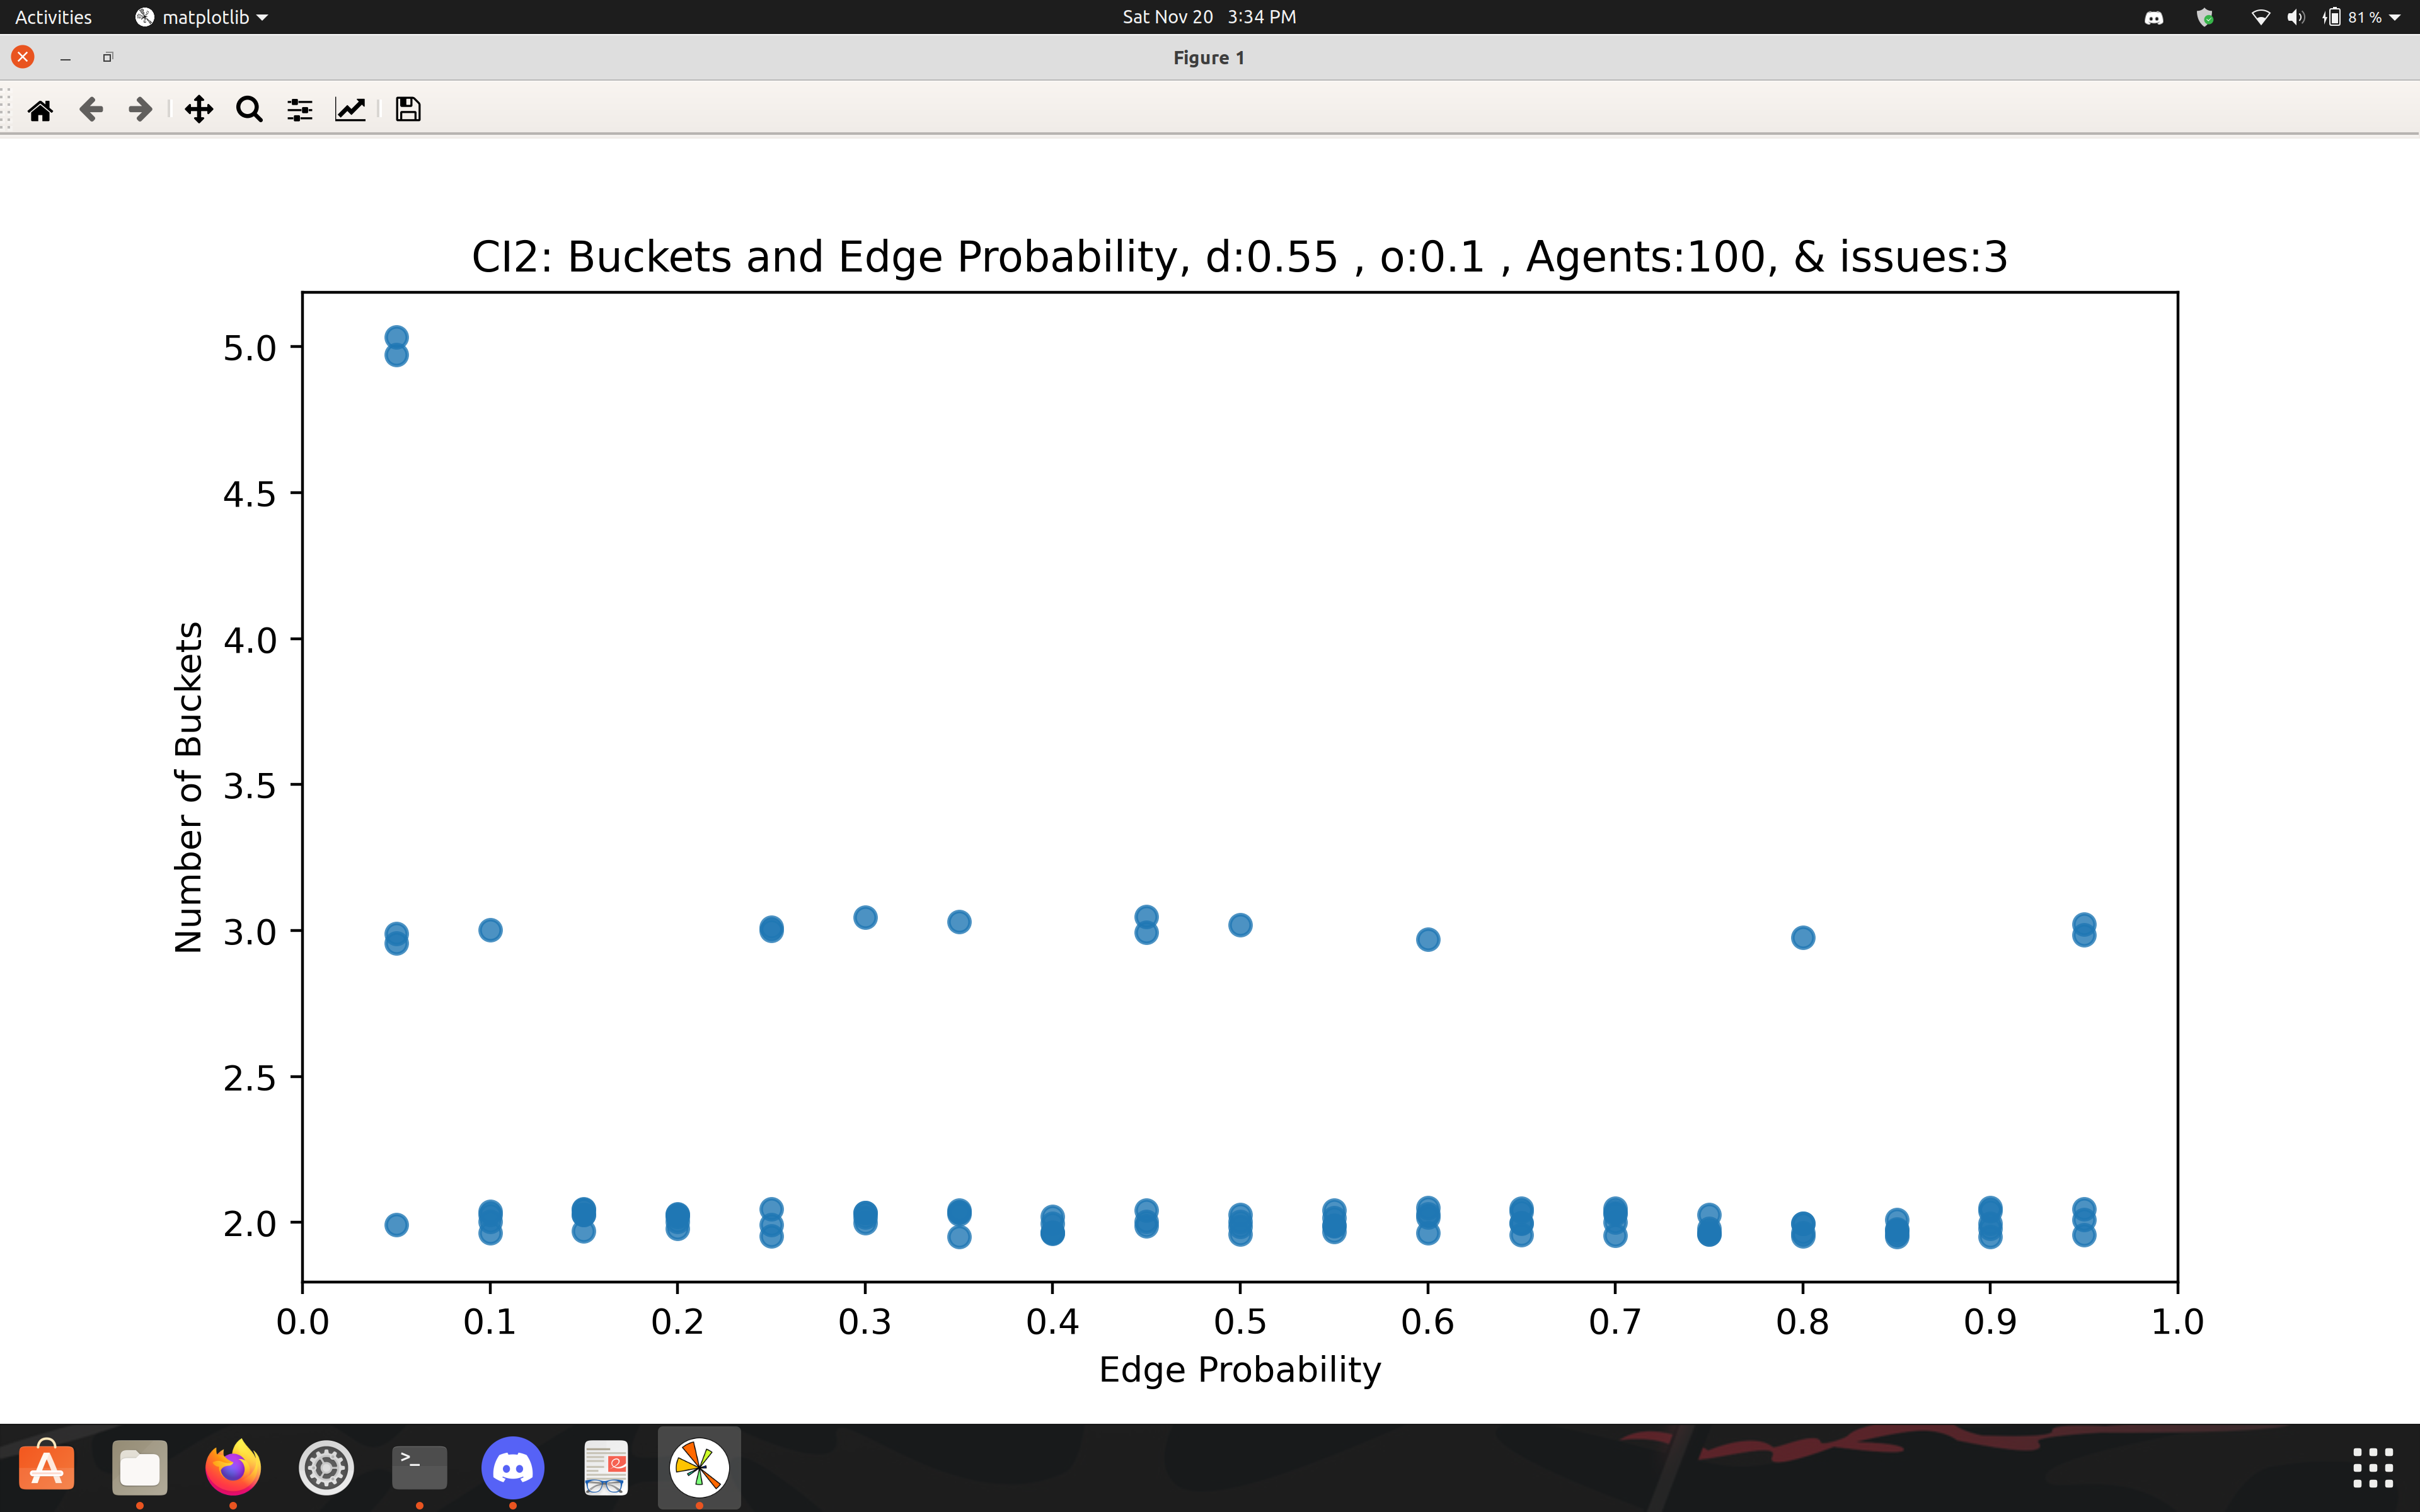 Activities matplotlib Sat Nov 20 3:34 PM 81 %
Figure 1
CI2: Buckets and Edge Probability, d:0.55 , o:0.1 , Agents:100, & issues:3
Number of Buckets
5.0
4.5
4.0
3.5
3.0
2.5
2.0
0.0 0.1 0.2 0.3 0.4 0.5 0.6 0.7 0.8 0.9 1.0
Edge Probability
>_